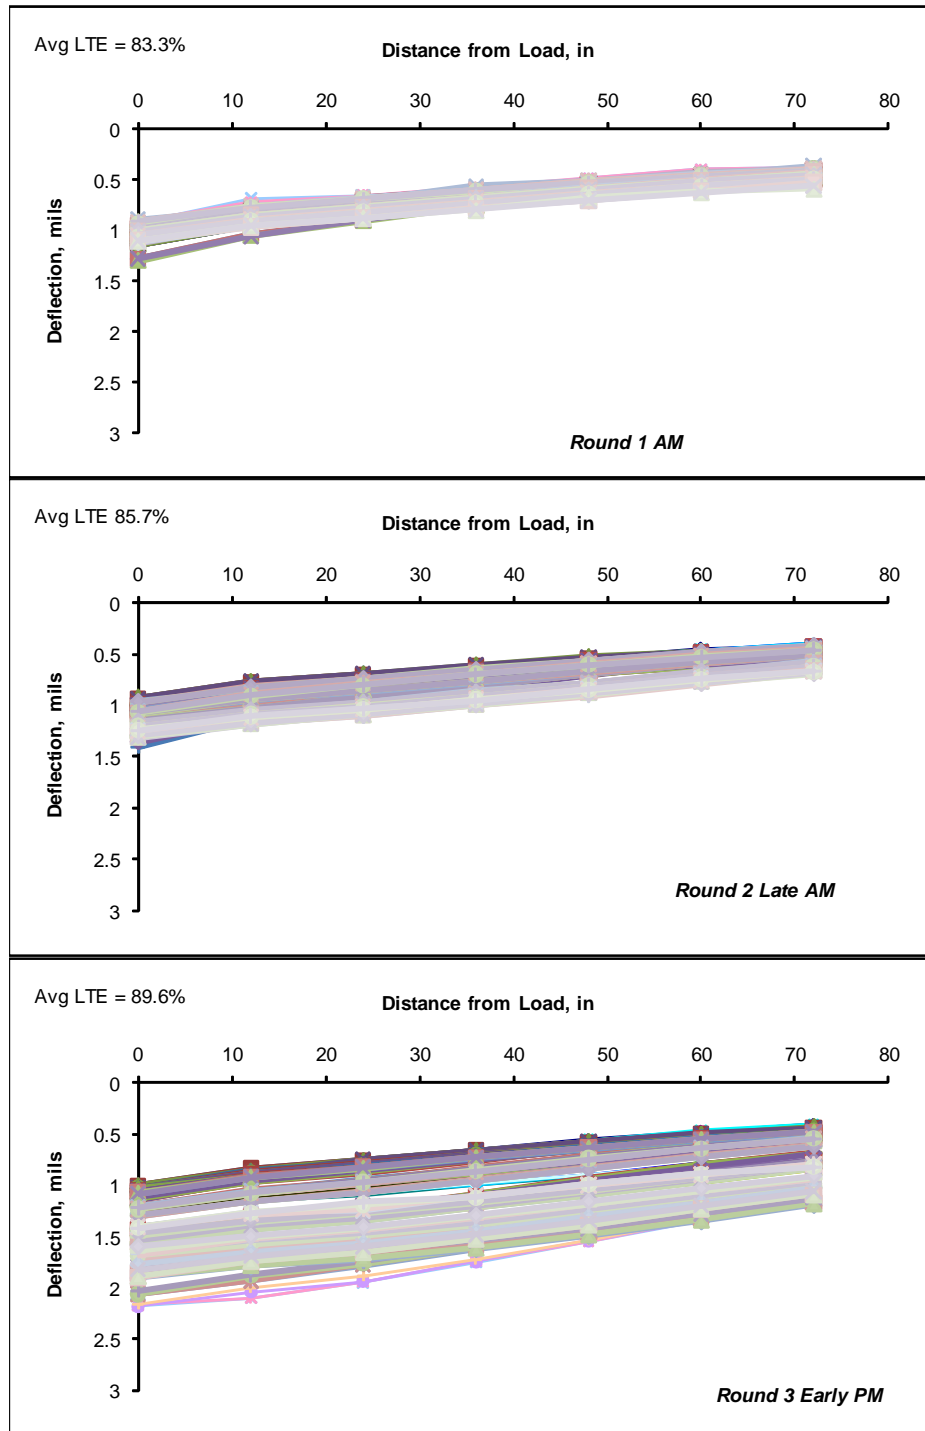 Avg LTE = 83.3%
Distance from Load, in
0 10 20 30 40 50 60 70 80
0
0.5
1
1.5
2
2.5
3
Deflection, mils
Round 1 AM
Avg LTE 85.7%
Distance from Load, in
0 10 20 30 40 50 60 70 80
0
0.5
1
1.5
2
2.5
3
Deflection, mils
Round 2 Late AM
Avg LTE = 89.6%
Distance from Load, in
0 10 20 30 40 50 60 70 80
0
0.5
1
1.5
2
2.5
3
Deflection, mils
Round 3 Early PM